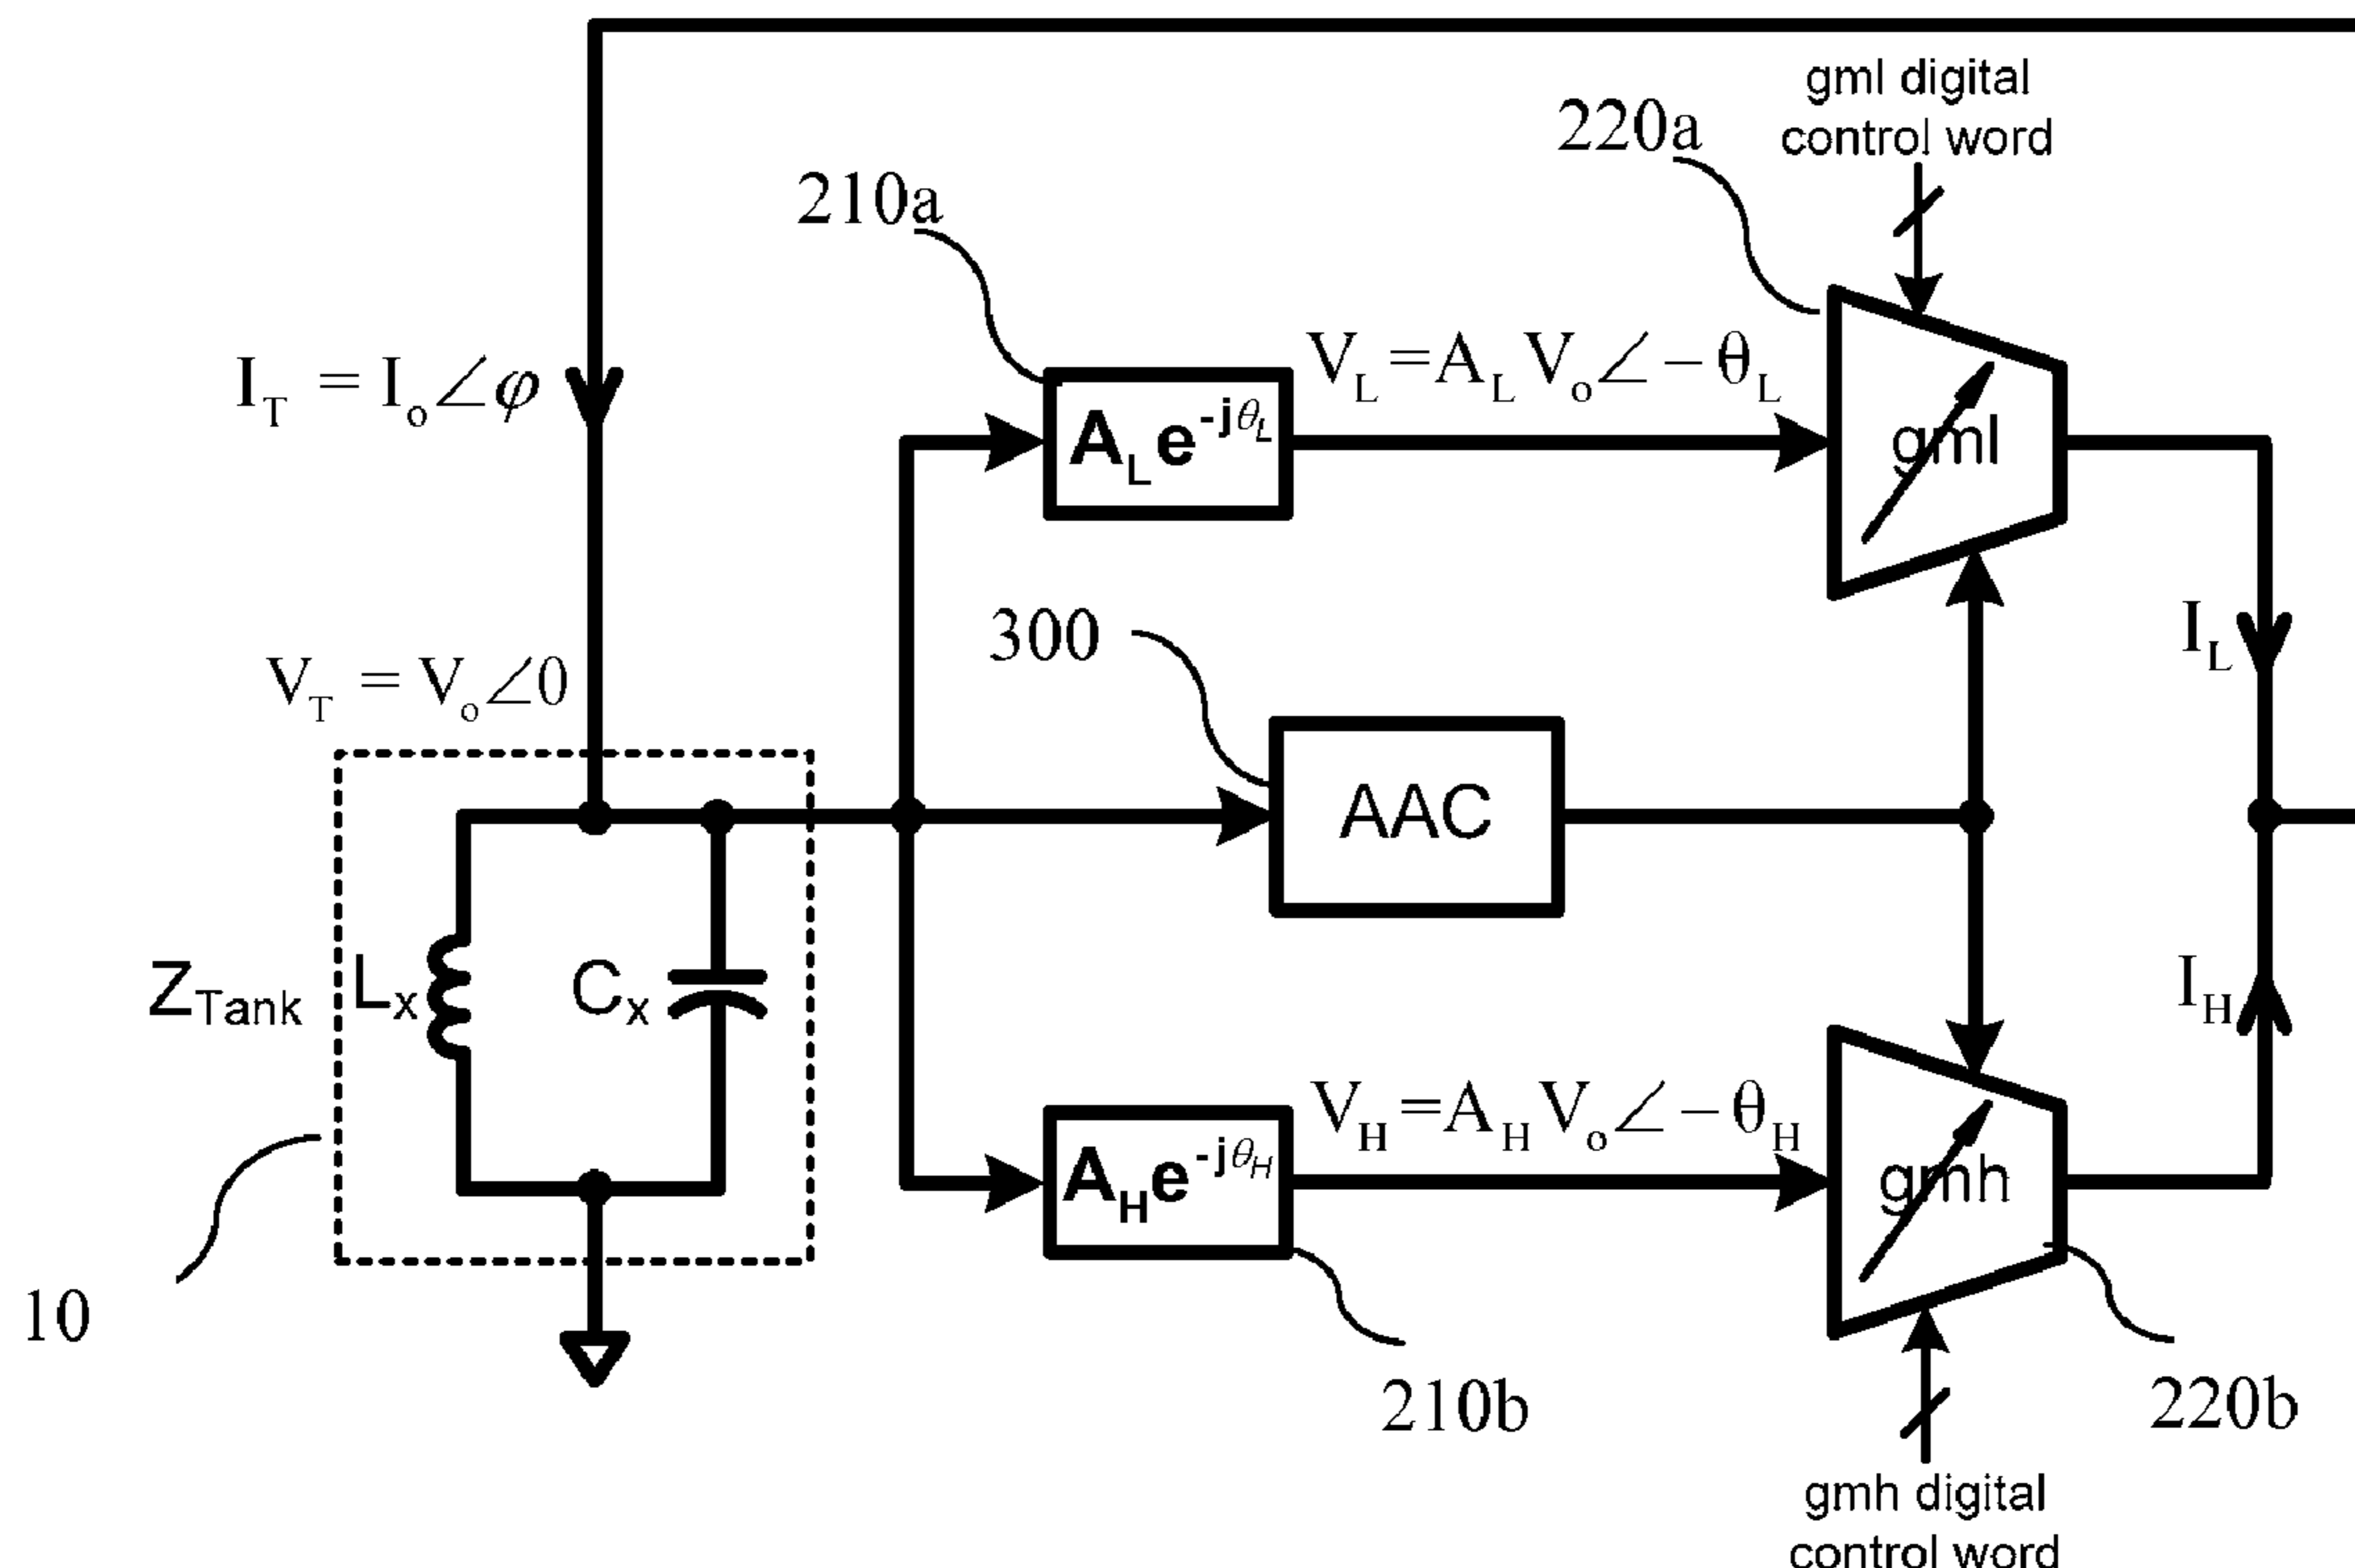 gml digital
control word
220a
210a
I_T = I_o∠φ
V_L=A_L V_o∠−θ_L
A_L e^-jθ_L
gml
300
I_L
V_T = V_o∠0
AAC
Z_Tank
L_x
C_x
I_H
V_H=A_H V_o∠−θ_H
A_H e^-jθ_H
gmh
10
210b
220b
gmh digital
control word